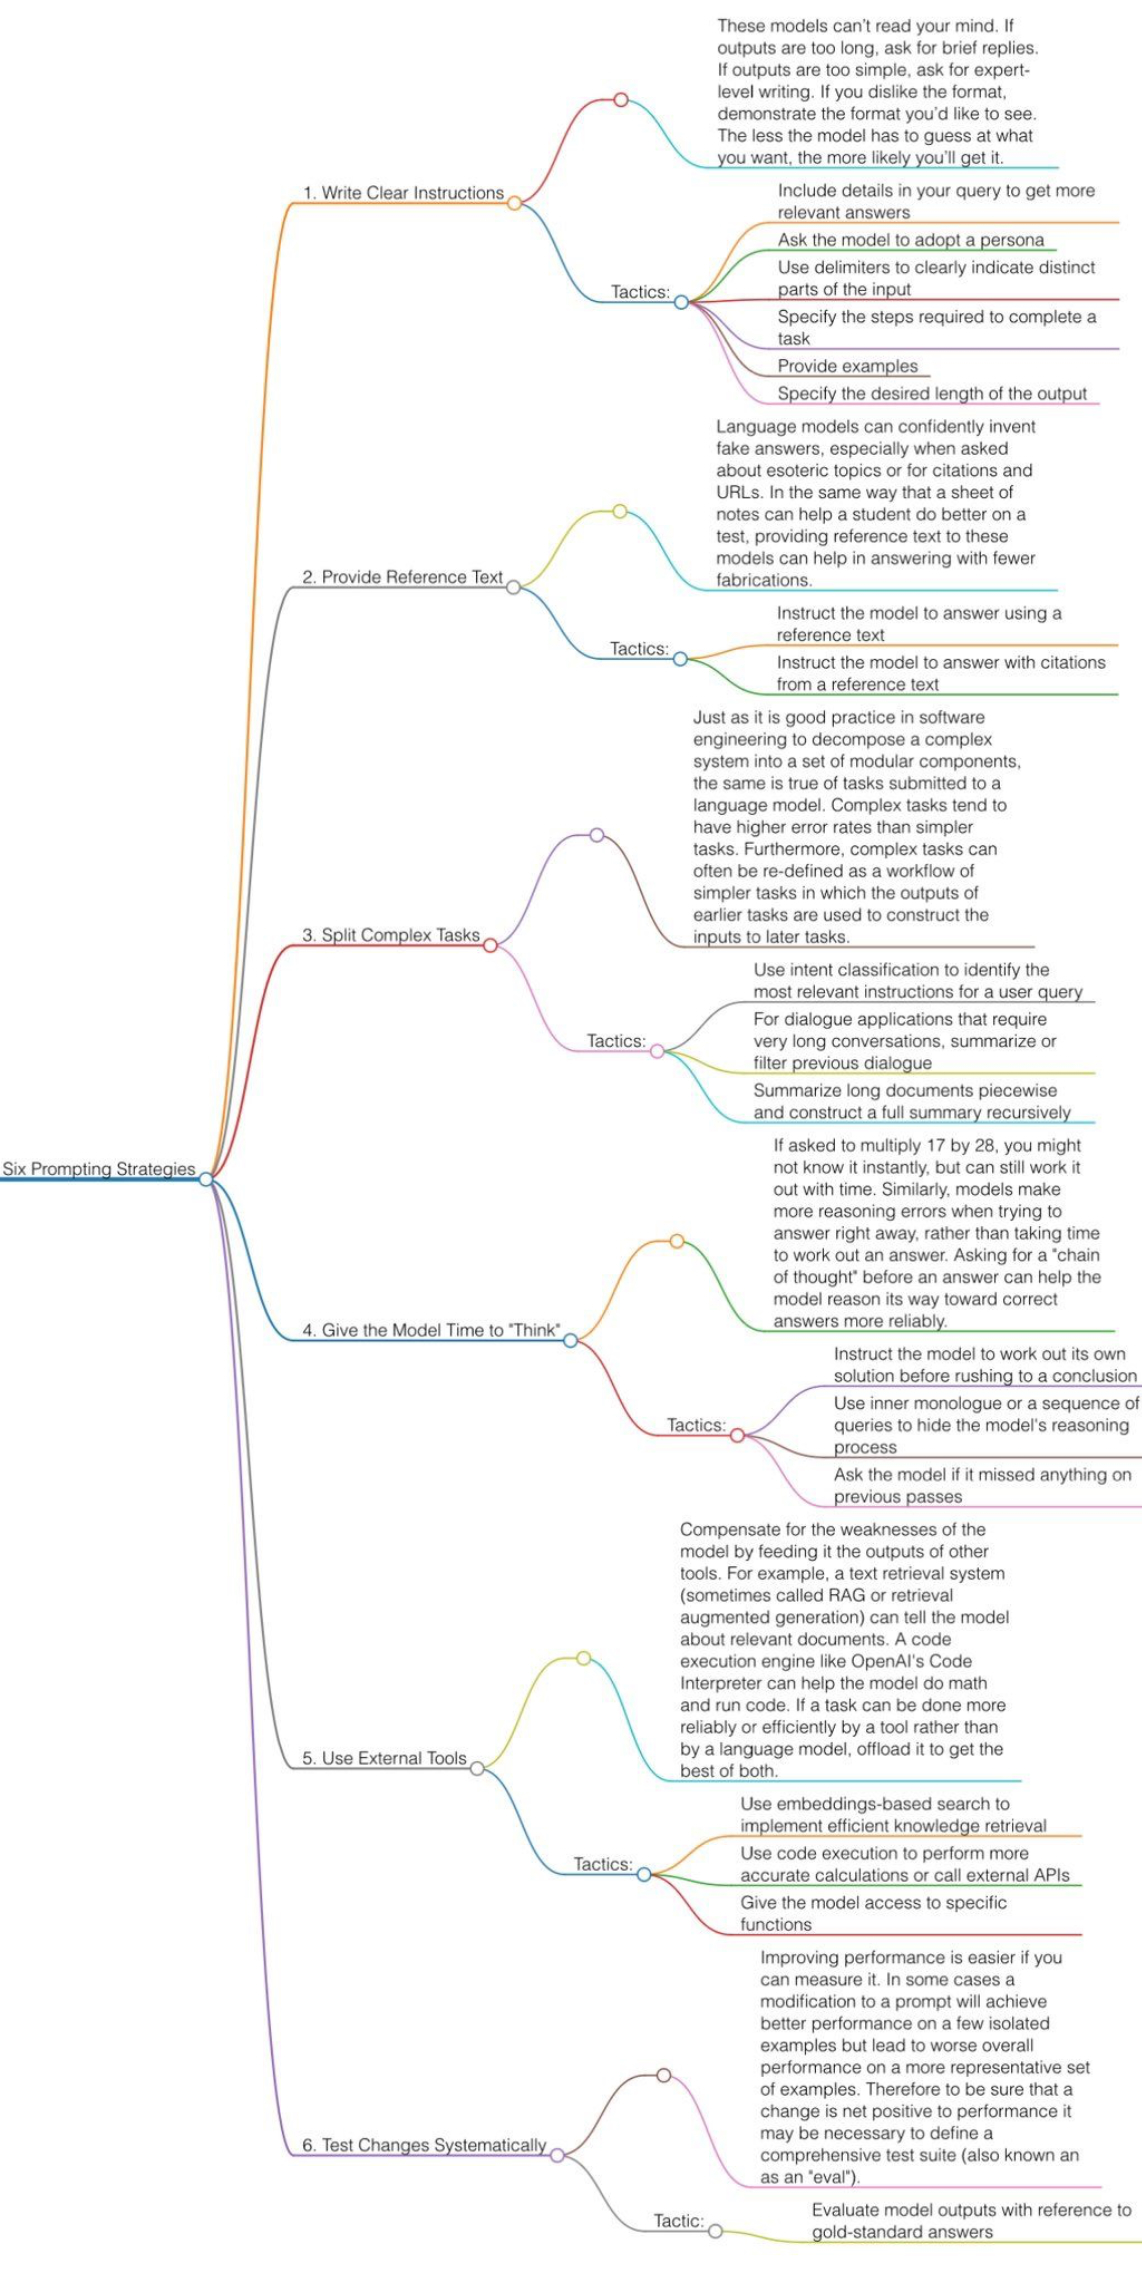 These models can't read your mind. If
outputs are too long, ask for brief replies.
If outputs are too simple, ask for expert-
level writing. If you dislike the format,
demonstrate the format you'd like to see.
The less the model has to guess at what
you want, the more likely you'll get it.
1. Write Clear Instructions
Include details in your query to get more
relevant answers
Ask the model to adopt a persona
Use delimiters to clearly indicate distinct
parts of the input
Tactics:
Specify the steps required to complete a
task
Provide examples
Specify the desired length of the output
Language models can confidently invent
fake answers, especially when asked
about esoteric topics or for citations and
URLs. In the same way that a sheet of
notes can help a student do better on a
test, providing reference text to these
models can help in answering with fewer
fabrications.
2. Provide Reference Text
Instruct the model to answer using a
reference text
Tactics:
Instruct the model to answer with citations
from a reference text
Just as it is good practice in software
engineering to decompose a complex
system into a set of modular components,
the same is true of tasks submitted to a
language model. Complex tasks tend to
have higher error rates than simpler
tasks. Furthermore, complex tasks can
often be re-defined as a workflow of
simpler tasks in which the outputs of
earlier tasks are used to construct the
inputs to later tasks.
3. Split Complex Tasks
Use intent classification to identify the
most relevant instructions for a user query
Tactics:
For dialogue applications that require
very long conversations, summarize or
filter previous dialogue
Summarize long documents piecewise
and construct a full summary recursively
Six Prompting Strategies
If asked to multiply 17 by 28, you might
not know it instantly, but can still work it
out with time. Similarly, models make
more reasoning errors when trying to
answer right away, rather than taking time
to work out an answer. Asking for a "chain
of thought" before an answer can help the
model reason its way toward correct
answers more reliably.
4. Give the Model Time to "Think"
Instruct the model to work out its own
solution before rushing to a conclusion
Tactics:
Use inner monologue or a sequence of
queries to hide the model's reasoning
process
Ask the model if it missed anything on
previous passes
Compensate for the weaknesses of the
model by feeding it the outputs of other
tools. For example, a text retrieval system
(sometimes called RAG or retrieval
augmented generation) can tell the model
about relevant documents. A code
execution engine like OpenAI's Code
Interpreter can help the model do math
and run code. If a task can be done more
reliably or efficiently by a tool rather than
by a language model, offload it to get the
best of both.
5. Use External Tools
Use embeddings-based search to
implement efficient knowledge retrieval
Tactics:
Use code execution to perform more
accurate calculations or call external APIs
Give the model access to specific
functions
Improving performance is easier if you
can measure it. In some cases a
modification to a prompt will achieve
better performance on a few isolated
examples but lead to worse overall
performance on a more representative set
of examples. Therefore to be sure that a
change is net positive to performance it
may be necessary to define a
comprehensive test suite (also known an
as an "eval").
6. Test Changes Systematically
Tactic:
Evaluate model outputs with reference to
gold-standard answers